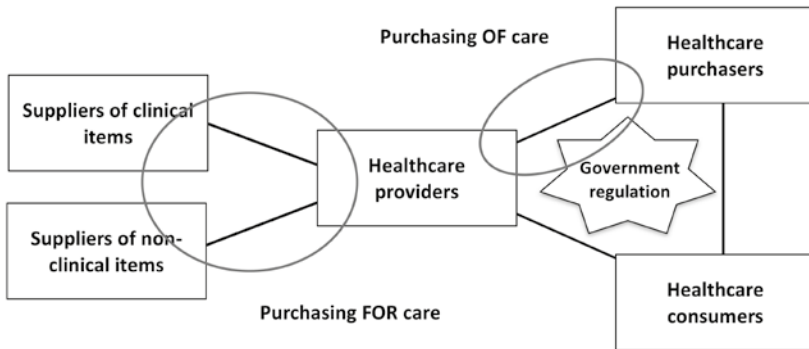 Purchasing OF care
Healthcare
purchasers
Suppliers of clinical
items
Healthcare
providers
Government
regulation
Suppliers of non-
clinical items
Purchasing FOR care
Healthcare
consumers